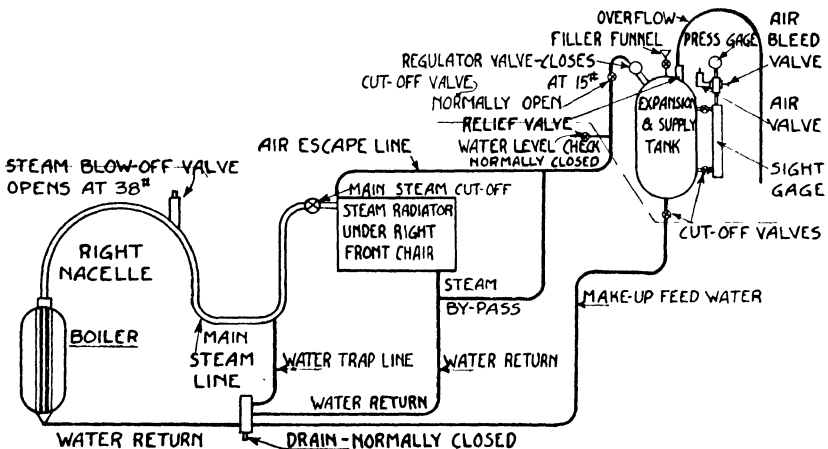 OVERFLOW
AIR
FILLER FUNNEL
PRESS GAGE
BLEED
REGULATOR VALVE-CLOSES
VALVE
CUT-OFF VALVE
AT 15#
NORMALLY OPEN
EXPANSION
RELIEF VALVE
& SUPPLY
AIR
AIR ESCAPE LINE
WATER LEVEL CHECK
TANK
VALVE
NORMALLY CLOSED
STEAM BLOW-OFF VALVE
SIGHT
OPENS AT 38#
MAIN STEAM CUT-OFF
GAGE
STEAM RADIATOR
UNDER RIGHT
FRONT CHAIR
CUT-OFF VALVES
RIGHT
NACELLE
STEAM
BY-PASS
MAKE-UP FEED WATER
BOILER
MAIN
STEAM
LINE
WATER TRAP LINE
WATER RETURN
WATER RETURN
WATER RETURN
DRAIN-NORMALLY CLOSED